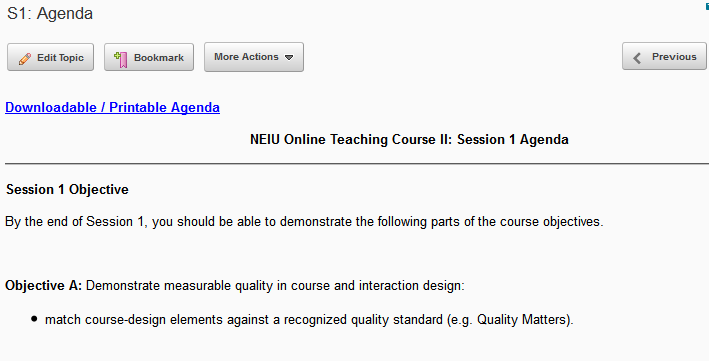 S1: Agenda
Edit Topic
Bookmark
More Actions
Previous
Downloadable / Printable Agenda
NEIU Online Teaching Course II: Session 1 Agenda
Session 1 Objective
By the end of Session 1, you should be able to demonstrate the following parts of the course objectives.
Objective A: Demonstrate measurable quality in course and interaction design:
• match course-design elements against a recognized quality standard (e.g. Quality Matters).